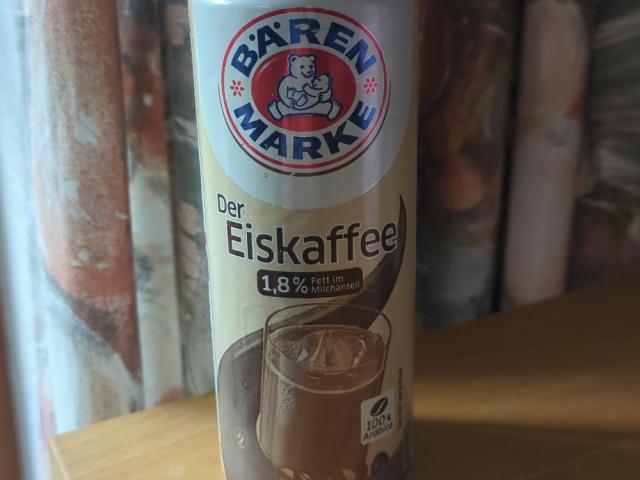 BÄREN
MARKE
Der
Eiskaffee
1,8% Fett im
Milchanteil
100%
Arabica